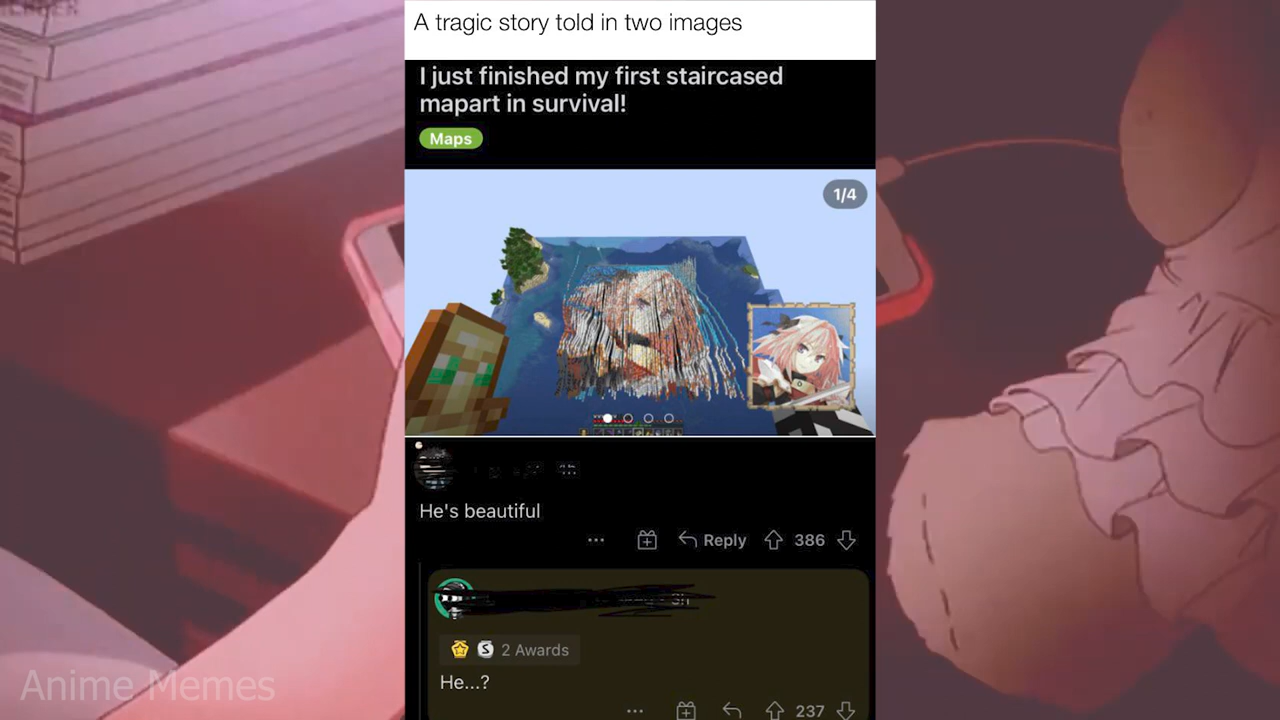 A tragic story told in two images
I just finished my first staircased
mapart in survival!
Maps
1/4
He's beautiful
Reply
386
2 Awards
He...?
237
Anime Memes